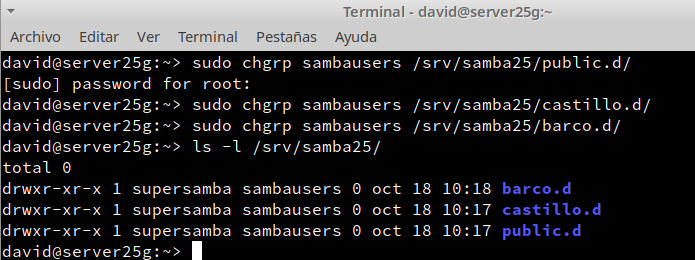 Terminal - david@server25g:~
Archivo Editar Ver Terminal Pestañas Ayuda
david@server25g:~> sudo chgrp sambausers /srv/samba25/public.d/
[sudo] password for root:
david@server25g:~> sudo chgrp sambausers /srv/samba25/castillo.d/
david@server25g:~> sudo chgrp sambausers /srv/samba25/barco.d/
david@server25g:~> ls -l /srv/samba25/
total 0
drwxr-xr-x 1 supersamba sambausers 0 oct 18 10:18 barco.d
drwxr-xr-x 1 supersamba sambausers 0 oct 18 10:17 castillo.d
drwxr-xr-x 1 supersamba sambausers 0 oct 18 10:17 public.d
david@server25g:~>